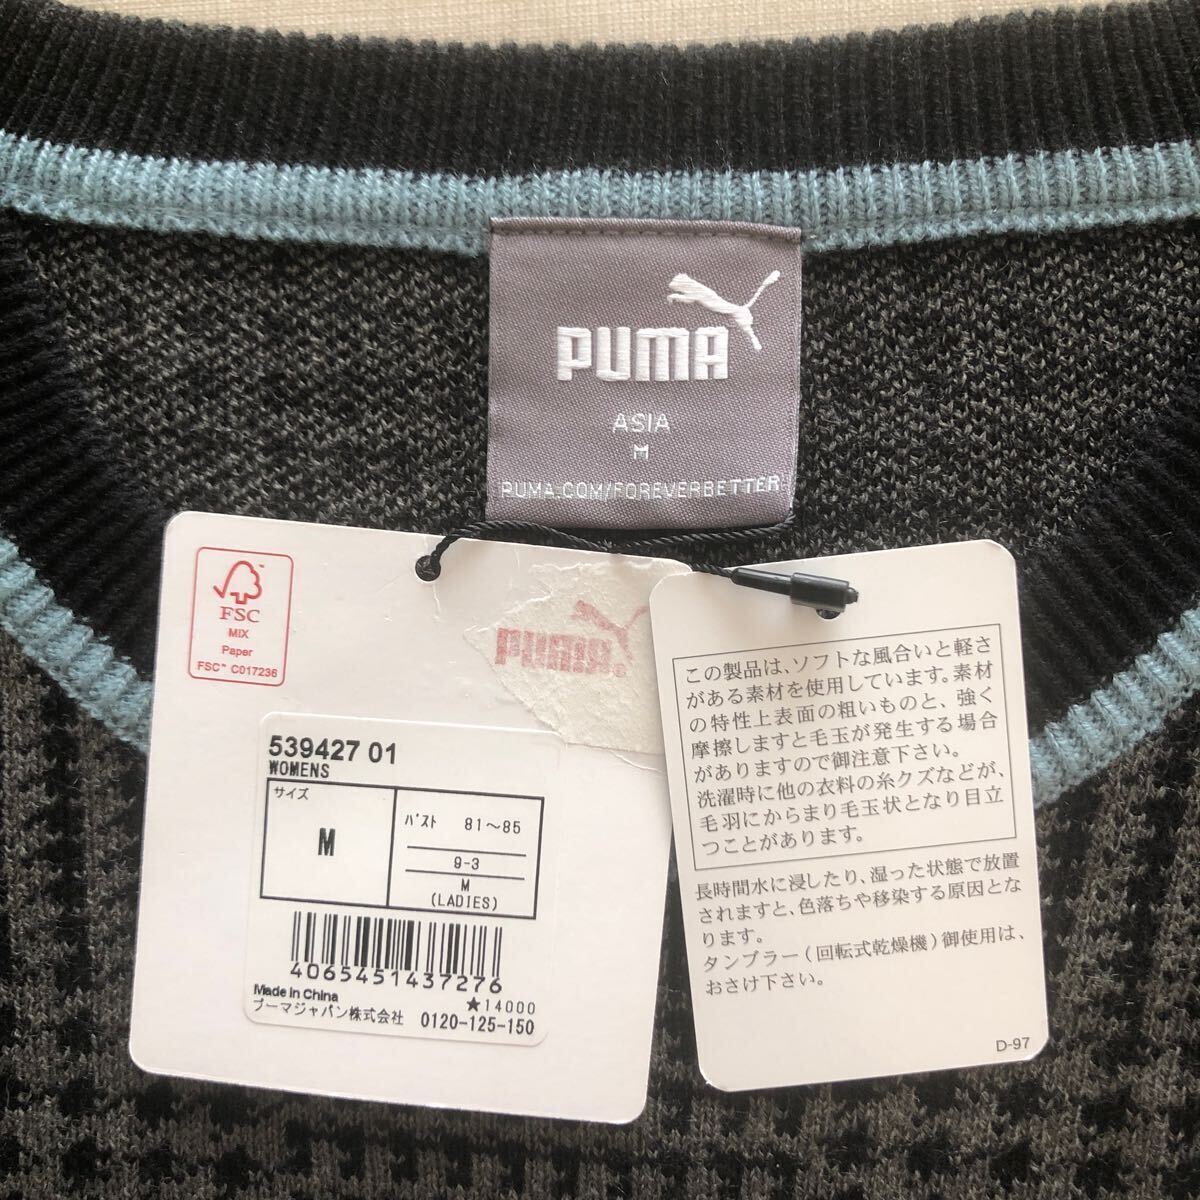 PUMA
ASIA
M
PUMA.COM/FOREVERBETTER
FSC
MIX
Paper
FSC™ C017236
PUMA®
539427 01
WOMENS
サイズ
M
バスト 81～85
9-3
M
(LADIES)
4065451437276
★14000
Made in China
プーマジャパン株式会社 0120-125-150
この製品は、ソフトな風合いと軽さ
がある素材を使用しています。素材
の特性上表面の粗いものと、強く
摩擦しますと毛玉が発生する場合
がありますので御注意下さい。
洗濯時に他の衣料の糸クズなどが、
毛羽にからまり毛玉状となり目立
つことがあります。
長時間水に浸したり、湿った状態で放置
されますと、色落ちや移染する原因とな
ります。
タンブラー（回転式乾燥機）御使用は、
おさけ下さい。
D-97